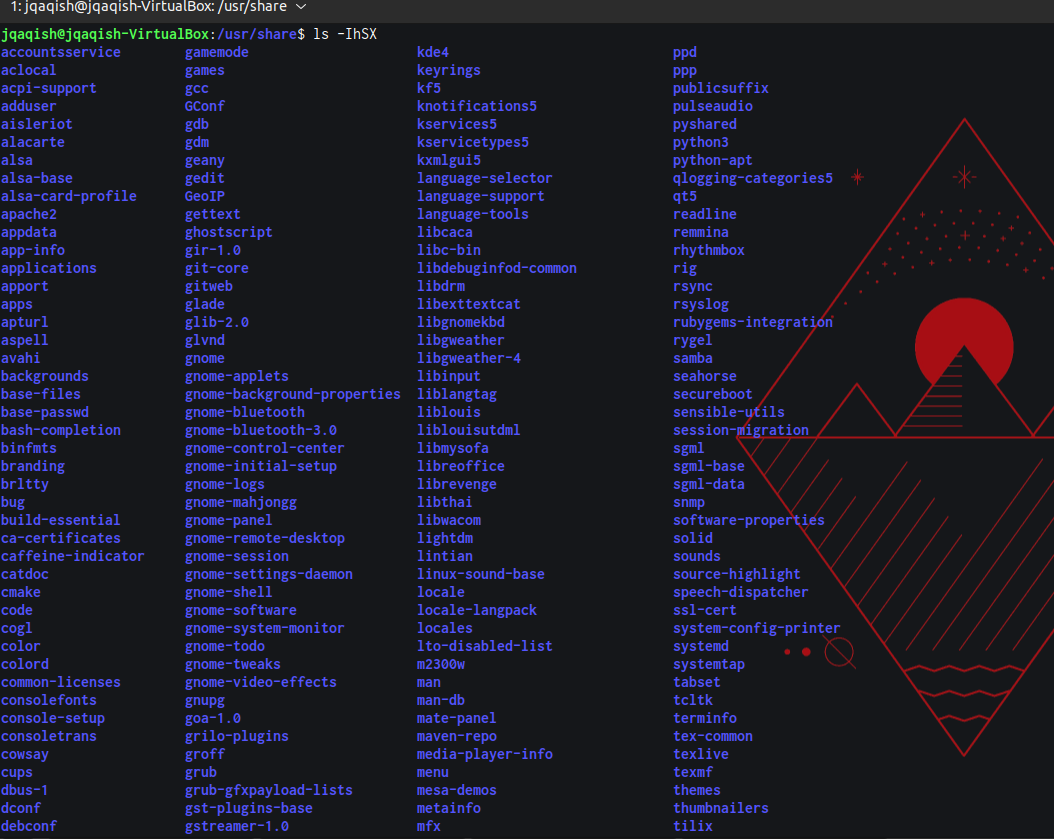 1: jqaqish@jqaqish-VirtualBox: /usr/share
jqaqish@jqaqish-VirtualBox:/usr/share$ ls -IhSX
accountsservice gamemode kde4 ppd
aclocal games keyrings ppp
acpi-support gcc kf5 publicsuffix
adduser GConf knotifications5 pulseaudio
aisleriot gdb kservices5 pyshared
alacarte gdm kservicetypes5 python3
alsa geany kxmlgui5 python-apt
alsa-base gedit language-selector qlogging-categories5
alsa-card-profile GeoIP language-support qt5
apache2 gettext language-tools readline
appdata ghostscript libcaca remmina
app-info gir-1.0 libc-bin rhythmbox
applications git-core libdebuginfod-common rig
apport gitweb libdrm rsync
apps glade libexttextcat rsyslog
apturl glib-2.0 libgnomekbd rubygems-integration
aspell glvnd libgweather rygel
avahi gnome libgweather-4 samba
backgrounds gnome-applets libinput seahorse
base-files gnome-background-properties liblangtag secureboot
base-passwd gnome-bluetooth liblouis sensible-utils
bash-completion gnome-bluetooth-3.0 liblouisutdml session-migration
binfmts gnome-control-center libmysofa sgml
branding gnome-initial-setup libreoffice sgml-base
brltty gnome-logs librevenge sgml-data
bug gnome-mahjongg libthai snmp
build-essential gnome-panel libwacom software-properties
ca-certificates gnome-remote-desktop lightdm solid
caffeine-indicator gnome-session lintian sounds
catdoc gnome-settings-daemon linux-sound-base source-highlight
cmake gnome-shell locale speech-dispatcher
code gnome-software locale-langpack ssl-cert
cogl gnome-system-monitor locales system-config-printer
color gnome-todo lto-disabled-list systemd
colord gnome-tweaks m2300w systemtap
common-licenses gnome-video-effects man tabset
consolefonts gnupg man-db tcltk
console-setup goa-1.0 mate-panel terminfo
consoletrans grilo-plugins maven-repo tex-common
cowsay groff media-player-info texlive
cups grub menu texmf
dbus-1 grub-gfxpayload-lists mesa-demos themes
dconf gst-plugins-base metainfo thumbnailers
debconf gstreamer-1.0 mfx tilix